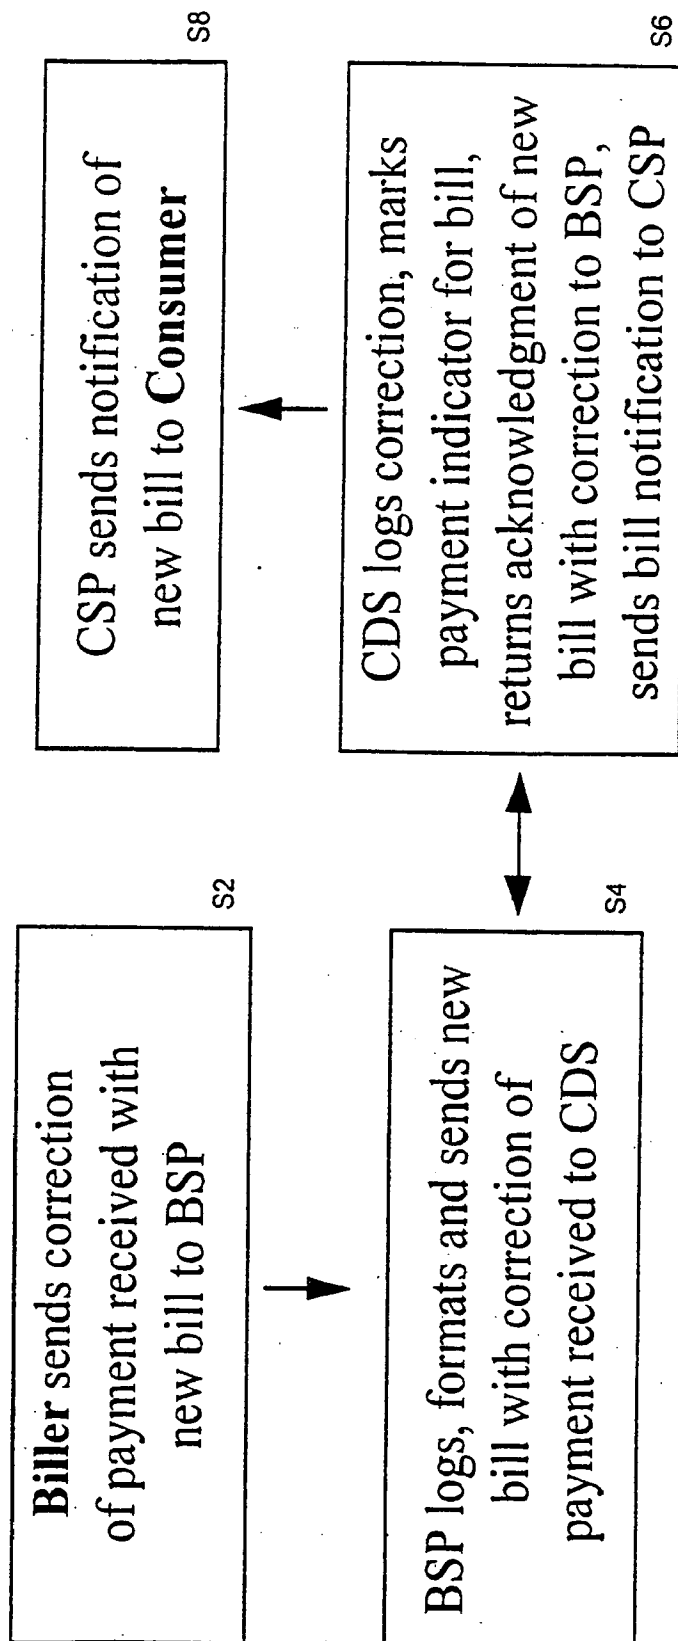 Biller sends correction
of payment received with
new bill to BSP
S2
BSP logs, formats and sends new
bill with correction of
payment received to CDS
S4
CDS logs correction, marks
payment indicator for bill,
returns acknowledgment of new
bill with correction to BSP,
sends bill notification to CSP
S6
CSP sends notification of
new bill to Consumer
S8